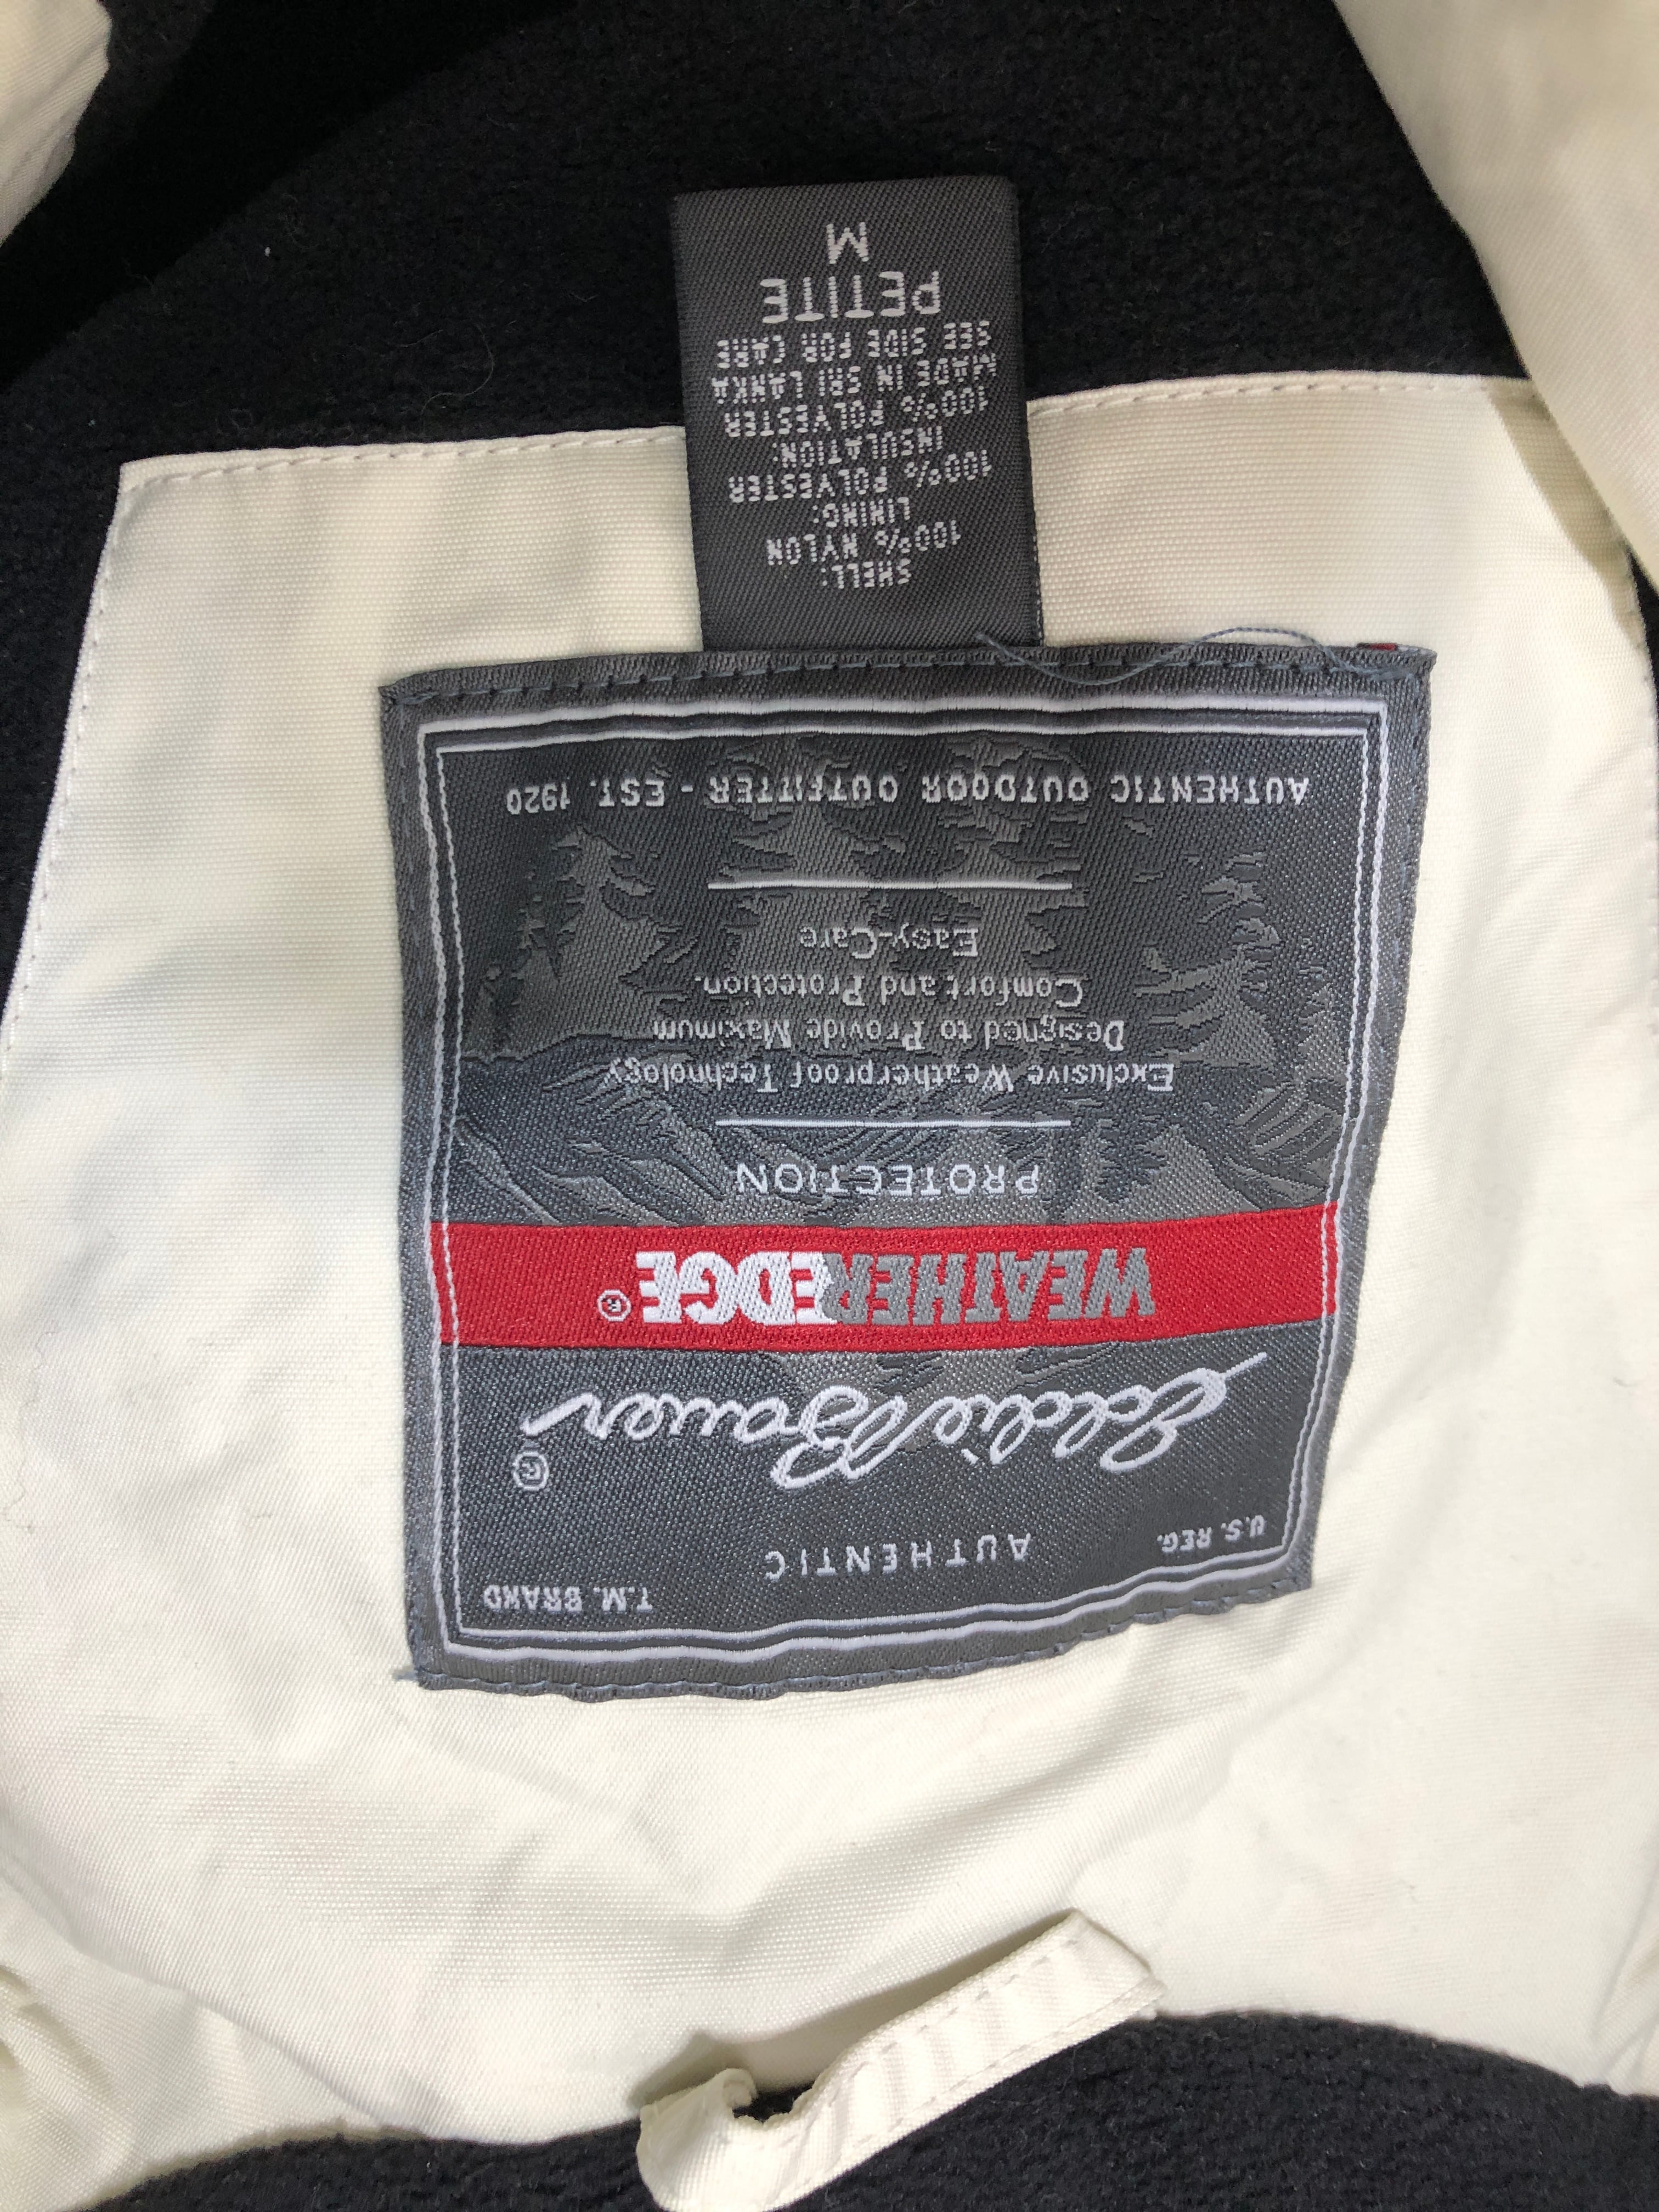 T.M. BRAND
U.S. REG.
AUTHENTIC
Eddie Bauer®
WEATHEREDGE®
PROTECTION
Exclusive Weatherproof Technology
Designed to Provide Maximum
Comfort and Protection.
Easy-Care
AUTHENTIC OUTDOOR OUTFITTER - EST. 1920
SHELL:
100% NYLON
LINING:
100% POLYESTER
INSULATION:
100% POLYESTER
MADE IN SRI LANKA
SEE SIDE FOR CARE
PETITE
M